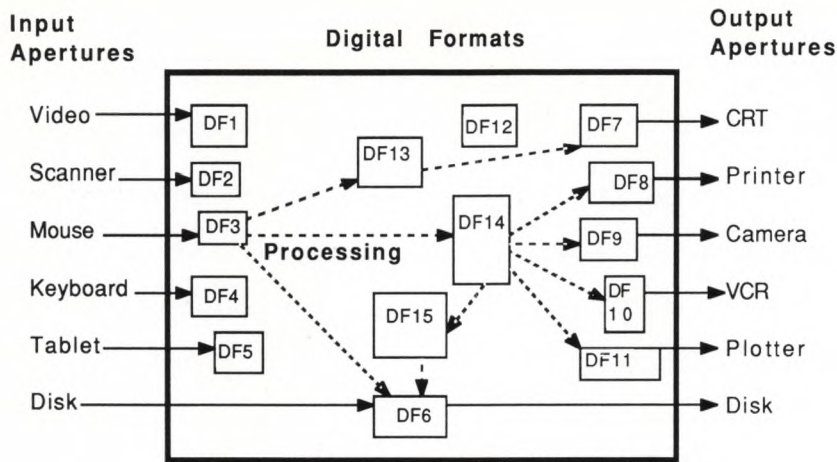 Input
Apertures
Digital Formats
Output
Apertures
Video
DF1
DF12
DF7
CRT
DF13
Scanner
DF2
DF8
Printer
Mouse
DF3
DF14
DF9
Camera
Processing
Keyboard
DF4
DF
10
VCR
DF15
Tablet
DF5
DF11
Plotter
Disk
DF6
Disk